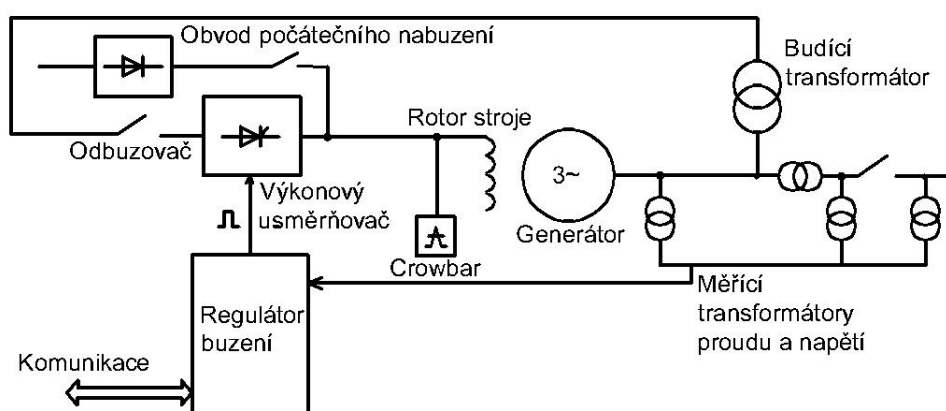 Obvod počátečního nabuzení
Budící
transformátor
Odbuzovač
Rotor stroje
3~
Výkonový
usměrňovač
Generátor
Crowbar
Regulátor
buzení
Měřící
transformátory
proudu a napětí
Komunikace